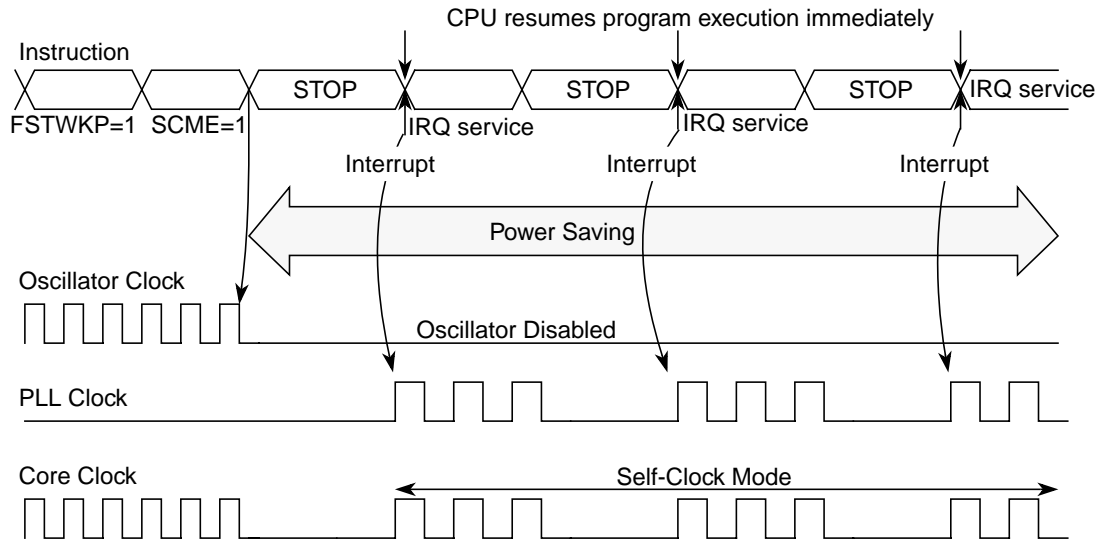 CPU resumes program execution immediately
Instruction
STOP
STOP
STOP
IRQ service
FSTWKP=1
SCME=1
IRQ service
IRQ service
Interrupt
Interrupt
Interrupt
Power Saving
Oscillator Clock
Oscillator Disabled
PLL Clock
Core Clock
Self-Clock Mode